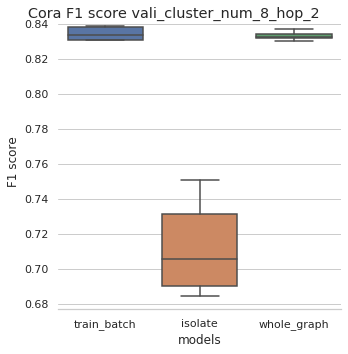 Cora F1 score vali_cluster_num_8_hop_2
0.84
0.82
0.80
0.78
0.76
0.74
0.72
0.70
0.68
F1 score
train_batch isolate whole_graph
models